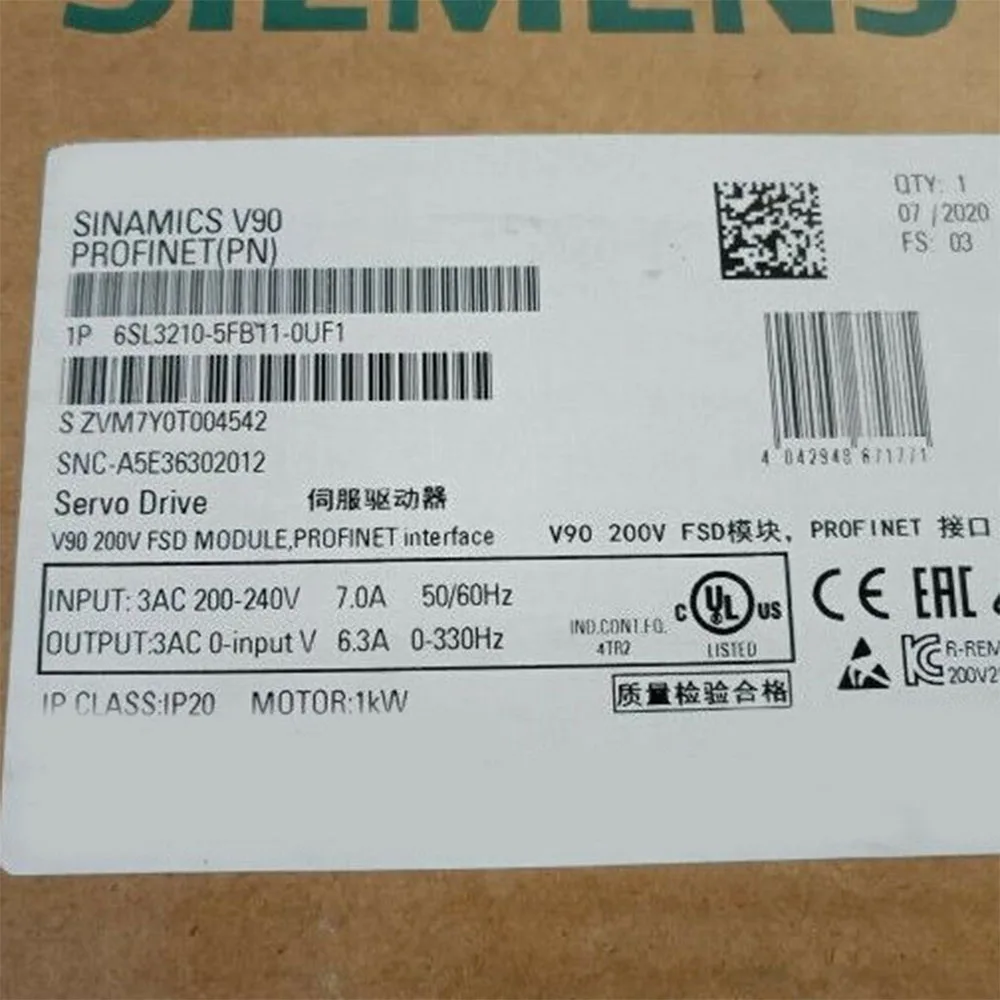 SIEMENS
SINAMICS V90
PROFINET(PN)
1P 6SL3210-5FB11-0UF1
S ZVM7Y0T004542
SNC-A5E36302012
Servo Drive 伺服驱动器
V90 200V FSD MODULE,PROFINET interface
V90 200V FSD模块，PROFINET 接口
INPUT: 3AC 200-240V 7.0A 50/60Hz
OUTPUT:3AC 0-input V 6.3A 0-330Hz
IP CLASS:IP20 MOTOR:1kW
QTY: 1
07 / 2020
FS: 03
4 042948 671771
IND.CONT.EQ.
4TR2
C UL US
LISTED
CE EAC
R-REM
200V2
质量检验合格